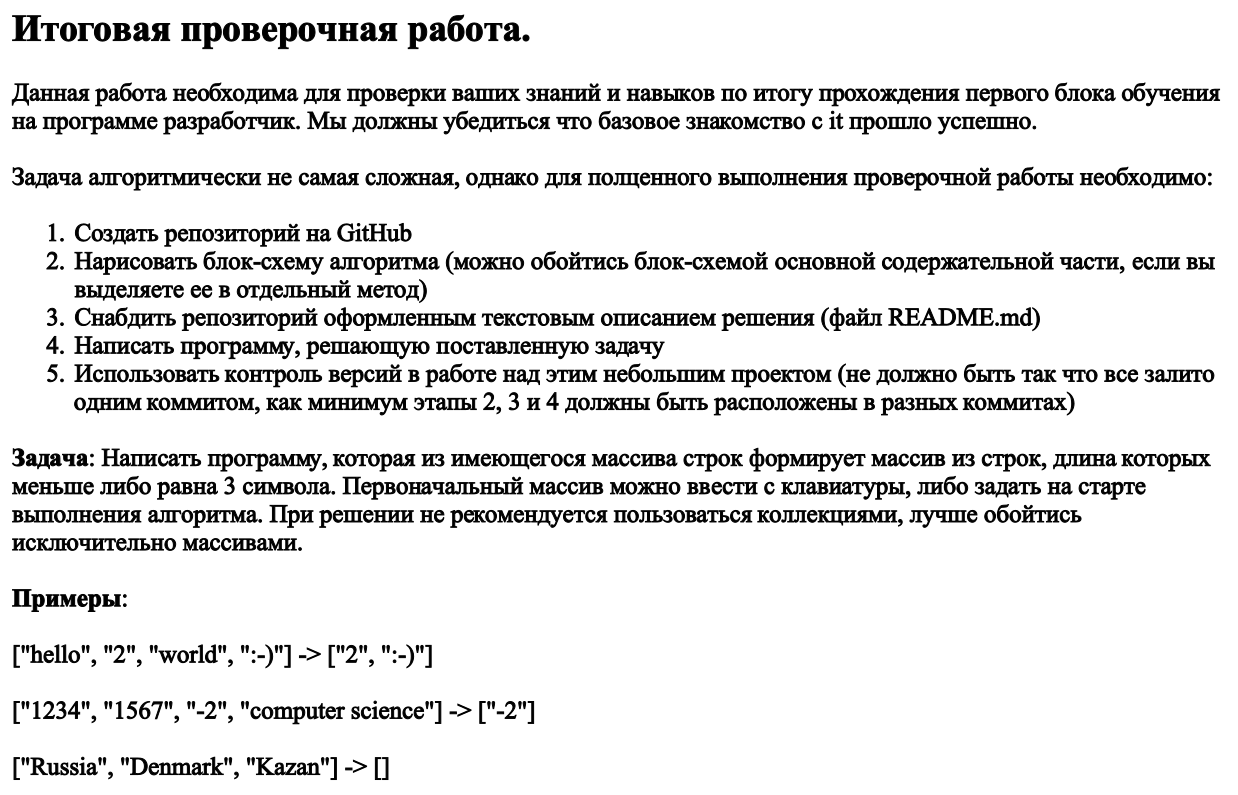 Итоговая проверочная работа.
Данная работа необходима для проверки ваших знаний и навыков по итогу прохождения первого блока обучения
на программе разработчик. Мы должны убедиться что базовое знакомство с it прошло успешно.
Задача алгоритмически не самая сложная, однако для полценного выполнения проверочной работы необходимо:
1. Создать репозиторий на GitHub
2. Нарисовать блок-схему алгоритма (можно обойтись блок-схемой основной содержательной части, если вы
выделяете ее в отдельный метод)
3. Снабдить репозиторий оформленным текстовым описанием решения (файл README.md)
4. Написать программу, решающую поставленную задачу
5. Использовать контроль версий в работе над этим небольшим проектом (не должно быть так что все залито
одним коммитом, как минимум этапы 2, 3 и 4 должны быть расположены в разных коммитах)
Задача: Написать программу, которая из имеющегося массива строк формирует массив из строк, длина которых
меньше либо равна 3 символа. Первоначальный массив можно ввести с клавиатуры, либо задать на старте
выполнения алгоритма. При решении не рекомендуется пользоваться коллекциями, лучше обойтись
исключительно массивами.
Примеры:
["hello", "2", "world", ":-)"] -> ["2", ":-)"]
["1234", "1567", "-2", "computer science"] -> ["-2"]
["Russia", "Denmark", "Kazan"] -> []